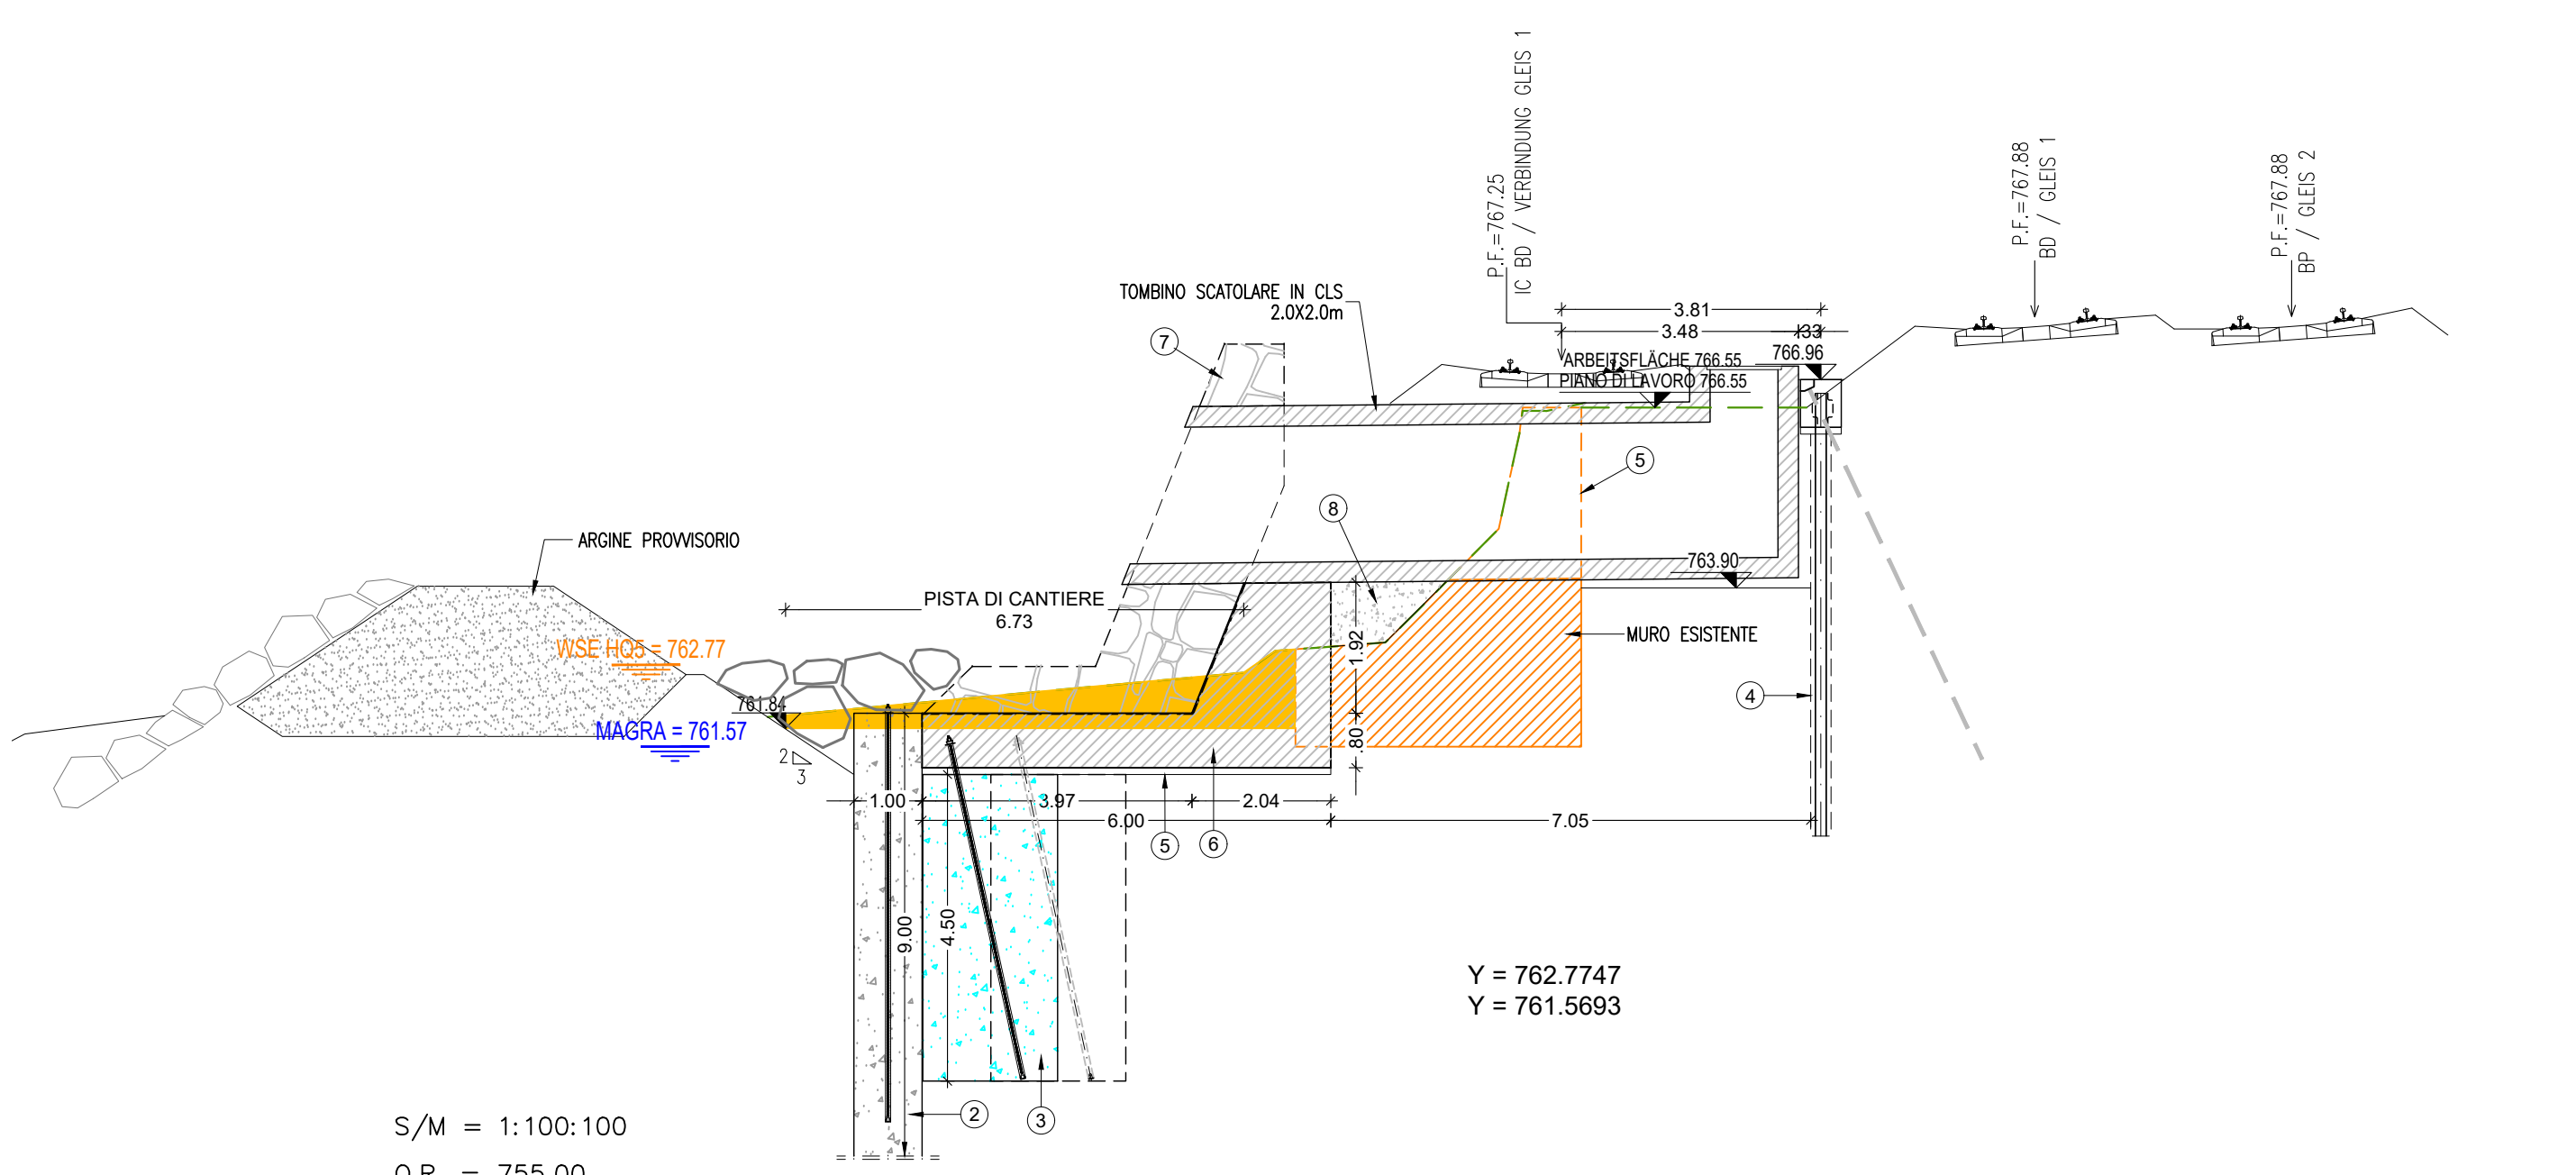 P.F.=767.25
IC BD / VERBINDUNG GLEIS 1
P.F.=767.88
BD / GLEIS 1
P.F.=767.88
BP / GLEIS 2
TOMBINO SCATOLARE IN CLS
2.0X2.0m
3.81
3.48
.33
7
ARBEITSFLÄCHE 766.55
766.96
PIANO DI LAVORO 766.55
5
8
ARGINE PROVVISORIO
763.90
PISTA DI CANTIERE
6.73
WSE HQ5 = 762.77
1.92
MURO ESISTENTE
4
761.84
MAGRA = 761.57
.80
2
3
1.00
3.97
2.04
6.00
7.05
5
6
9.00
4.50
Y = 762.7747
Y = 761.5693
2
3
S/M = 1:100:100
Q.R. = 755.00